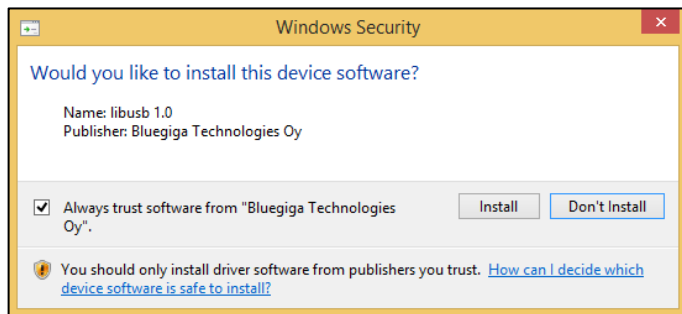 Windows Security
Would you like to install this device software?
Name: libusb 1.0
Publisher: Bluegiga Technologies Oy
Always trust software from "Bluegiga Technologies
Oy".
Install
Don't Install
You should only install driver software from publishers you trust. How can I decide which
device software is safe to install?